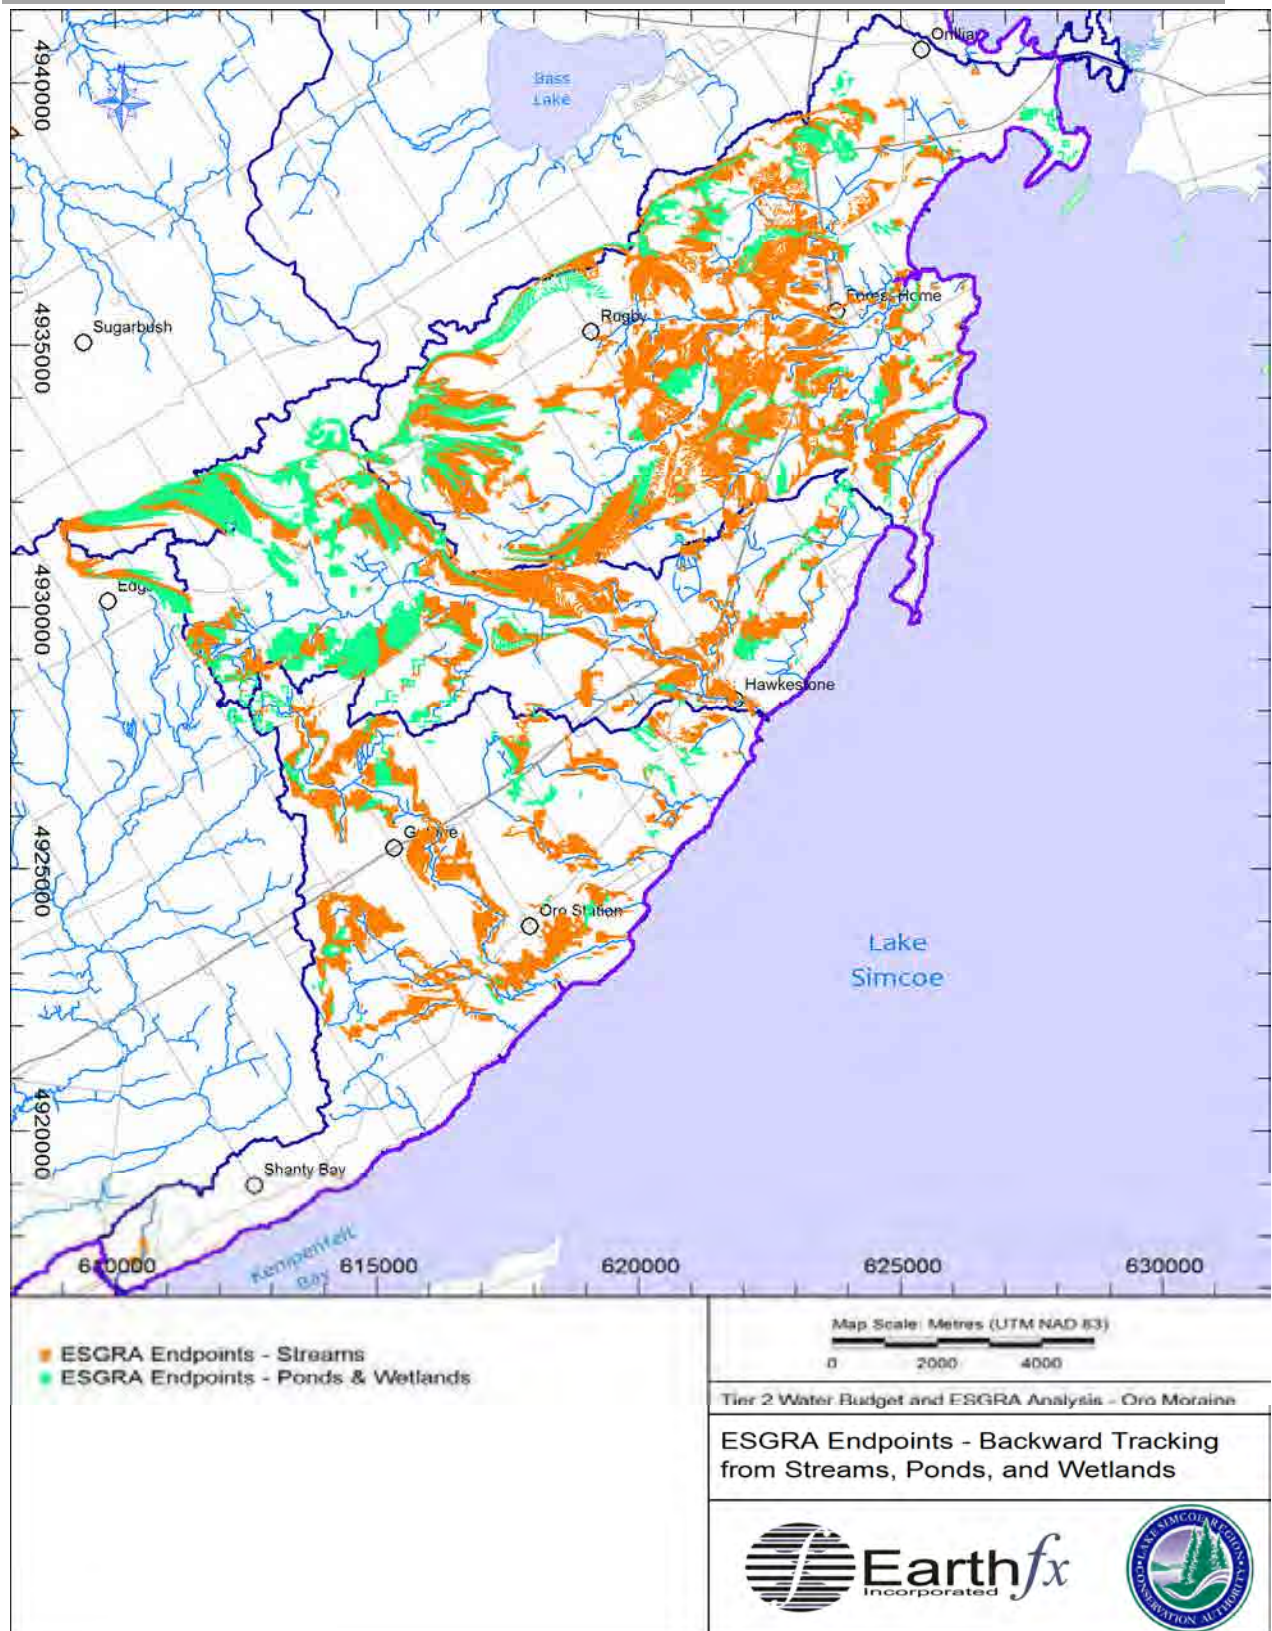 Orillia
Bass
Lake
4940000
Sugarbush
Rugby
Forest Home
4935000
4930000
Hawkestone
4925000
Oro Station
Lake
Simcoe
4920000
Shanty Bay
Kempenfelt
Bay
610000
615000
620000
625000
630000
ESGRA Endpoints - Streams
ESGRA Endpoints - Ponds & Wetlands
Map Scale: Metres (UTM NAD 83)
0 2000 4000
Tier 2 Water Budget and ESGRA Analysis - Oro Moraine
ESGRA Endpoints - Backward Tracking
from Streams, Ponds, and Wetlands
Earthfx
Incorporated
LAKE SIMCOE REGION
CONSERVATION AUTHORITY